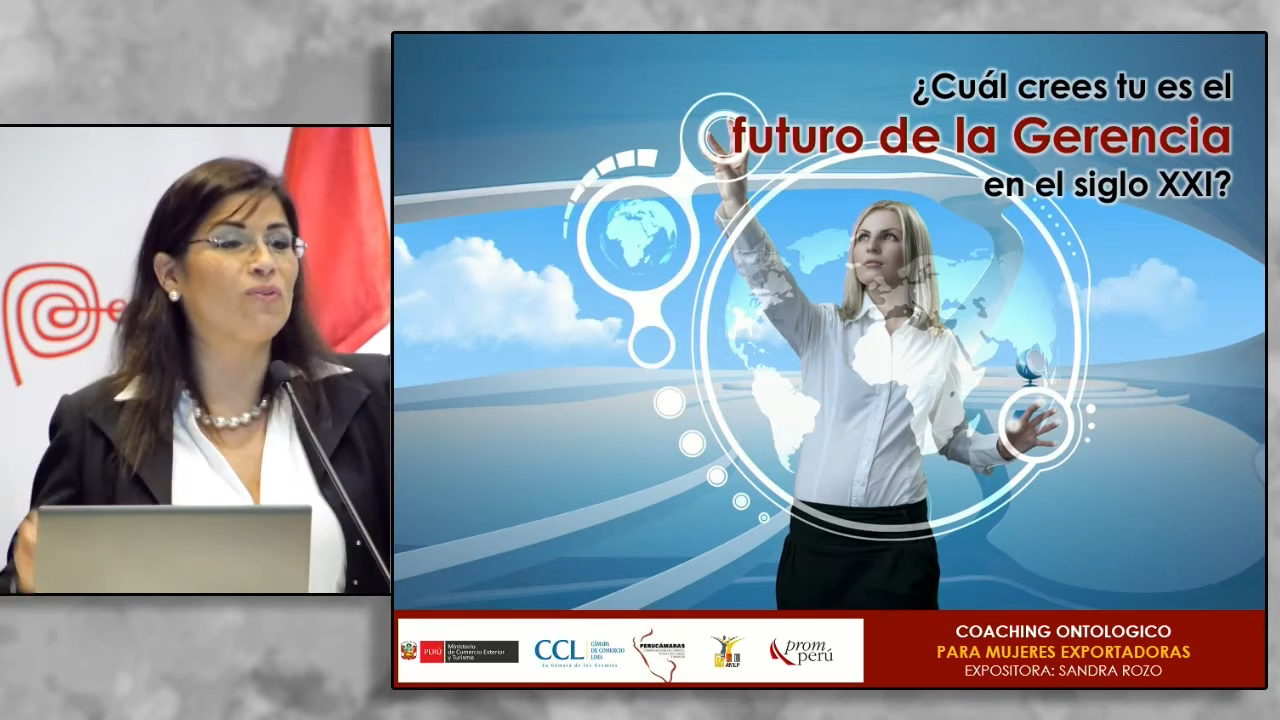 ¿Cuál crees tu es el
futuro de la Gerencia
en el siglo XXI?
PERÚ
Ministerio
de Comercio Exterior
y Turismo
CCL
CÁMARA
DE COMERCIO
LIMA
La Cámara de los Gremios
PERUCÁMARAS
prom
perú
COACHING ONTOLOGICO
PARA MUJERES EXPORTADORAS
EXPOSITORA: SANDRA ROZO